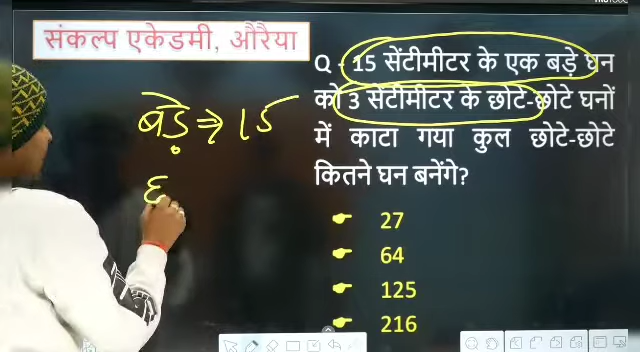 संकल्प एकेडमी, औरैया
Q - 15 सेंटीमीटर के एक बड़े घन
को 3 सेंटीमीटर के छोटे-छोटे घनों
में काटा गया कुल छोटे-छोटे
कितने घन बनेंगे?
बड़े ⇒ 15
27
64
125
216